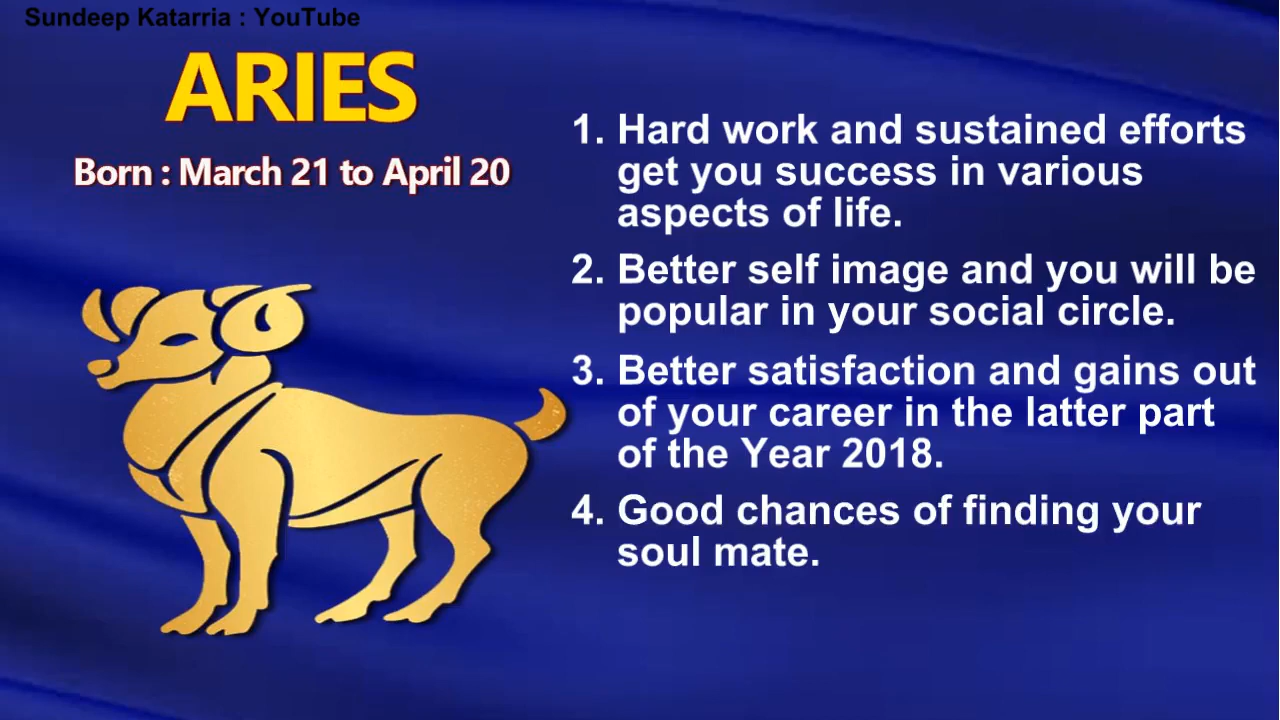 Sundeep Katarria : YouTube
ARIES
Born : March 21 to April 20
1. Hard work and sustained efforts
get you success in various
aspects of life.
2. Better self image and you will be
popular in your social circle.
3. Better satisfaction and gains out
of your career in the latter part
of the Year 2018.
4. Good chances of finding your
soul mate.